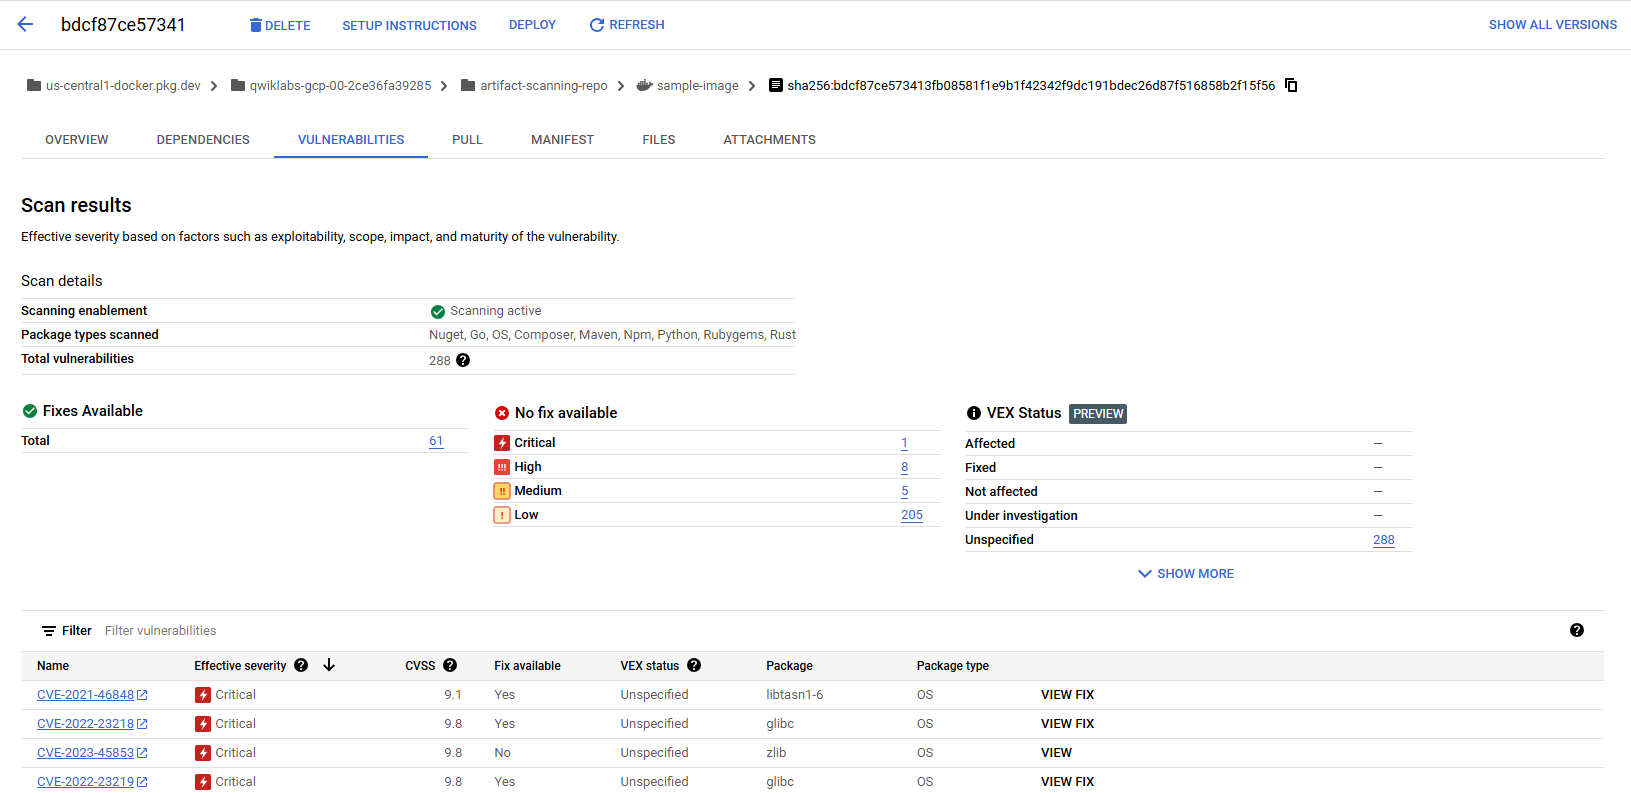 bdcf87ce57341 DELETE SETUP INSTRUCTIONS DEPLOY REFRESH SHOW ALL VERSIONS
us-central1-docker.pkg.dev qwiklabs-gcp-00-2ce36fa39285 artifact-scanning-repo sample-image sha256:bdcf87ce573413fb08581f1e9b1f42342f9dc191bdec26d87f516858b2f15f56
OVERVIEW DEPENDENCIES VULNERABILITIES PULL MANIFEST FILES ATTACHMENTS
Scan results
Effective severity based on factors such as exploitability, scope, impact, and maturity of the vulnerability.
Scan details
Scanning enablement Scanning active
Package types scanned Nuget, Go, OS, Composer, Maven, Npm, Python, Rubygems, Rust
Total vulnerabilities 288
Fixes Available
Total 61
No fix available
Critical 1
High 8
Medium 5
Low 205
VEX Status PREVIEW
Affected –
Fixed –
Not affected –
Under investigation –
Unspecified 288
SHOW MORE
Filter Filter vulnerabilities
Name Effective severity CVSS Fix available VEX status Package Package type
CVE-2021-46848 Critical 9.1 Yes Unspecified libtasn1-6 OS VIEW FIX
CVE-2022-23218 Critical 9.8 Yes Unspecified glibc OS VIEW FIX
CVE-2023-45853 Critical 9.8 No Unspecified zlib OS VIEW
CVE-2022-23219 Critical 9.8 Yes Unspecified glibc OS VIEW FIX